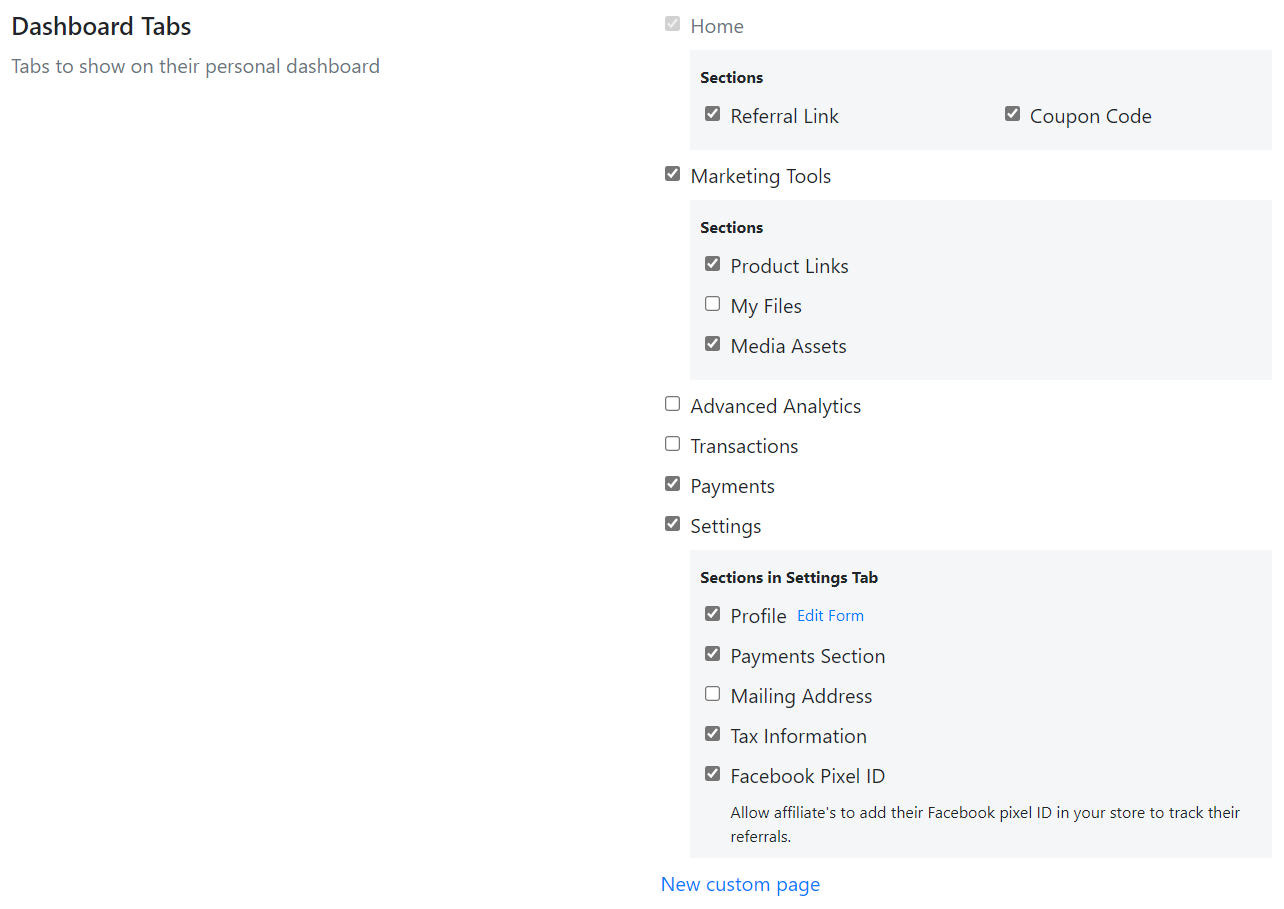 Dashboard Tabs
Tabs to show on their personal dashboard
Home
Sections
Referral Link
Coupon Code
Marketing Tools
Sections
Product Links
My Files
Media Assets
Advanced Analytics
Transactions
Payments
Settings
Sections in Settings Tab
Profile Edit Form
Payments Section
Mailing Address
Tax Information
Facebook Pixel ID
Allow affiliate's to add their Facebook pixel ID in your store to track their
referrals.
New custom page